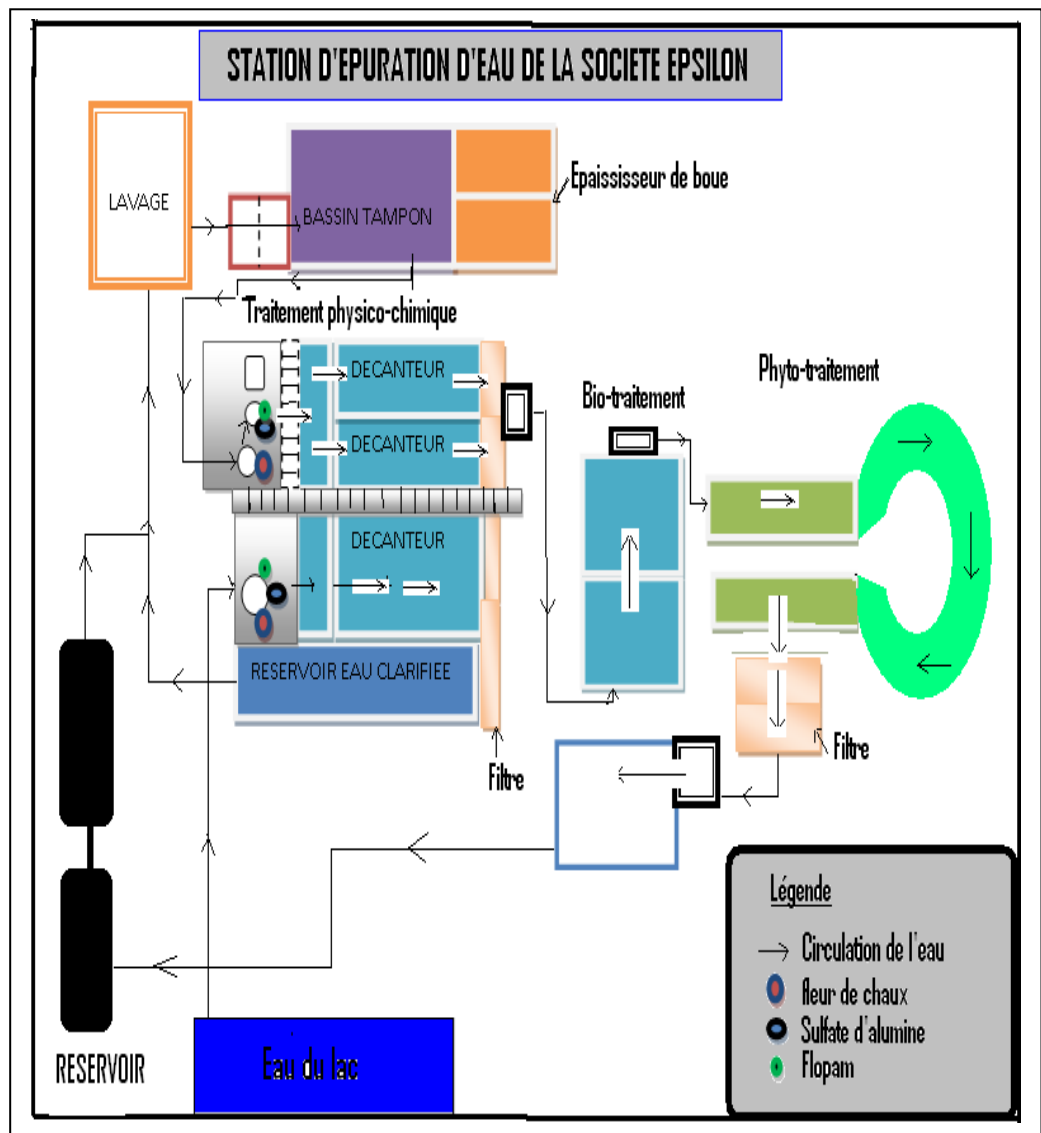 STATION D'EPURATION D'EAU DE LA SOCIETE EPSILON
LAVAGE
BASSIN TAMPON
Epaississeur de boue
Traitement physico-chimique
DECANTEUR
DECANTEUR
DECANTEUR
RESERVOIR EAU CLARIFIEE
Filtre
Bio-traitement
Phyto-traitement
Filtre
RESERVOIR
Eau du lac
Légende
Circulation de l'eau
fleur de chaux
Sulfate d'alumine
Flopam